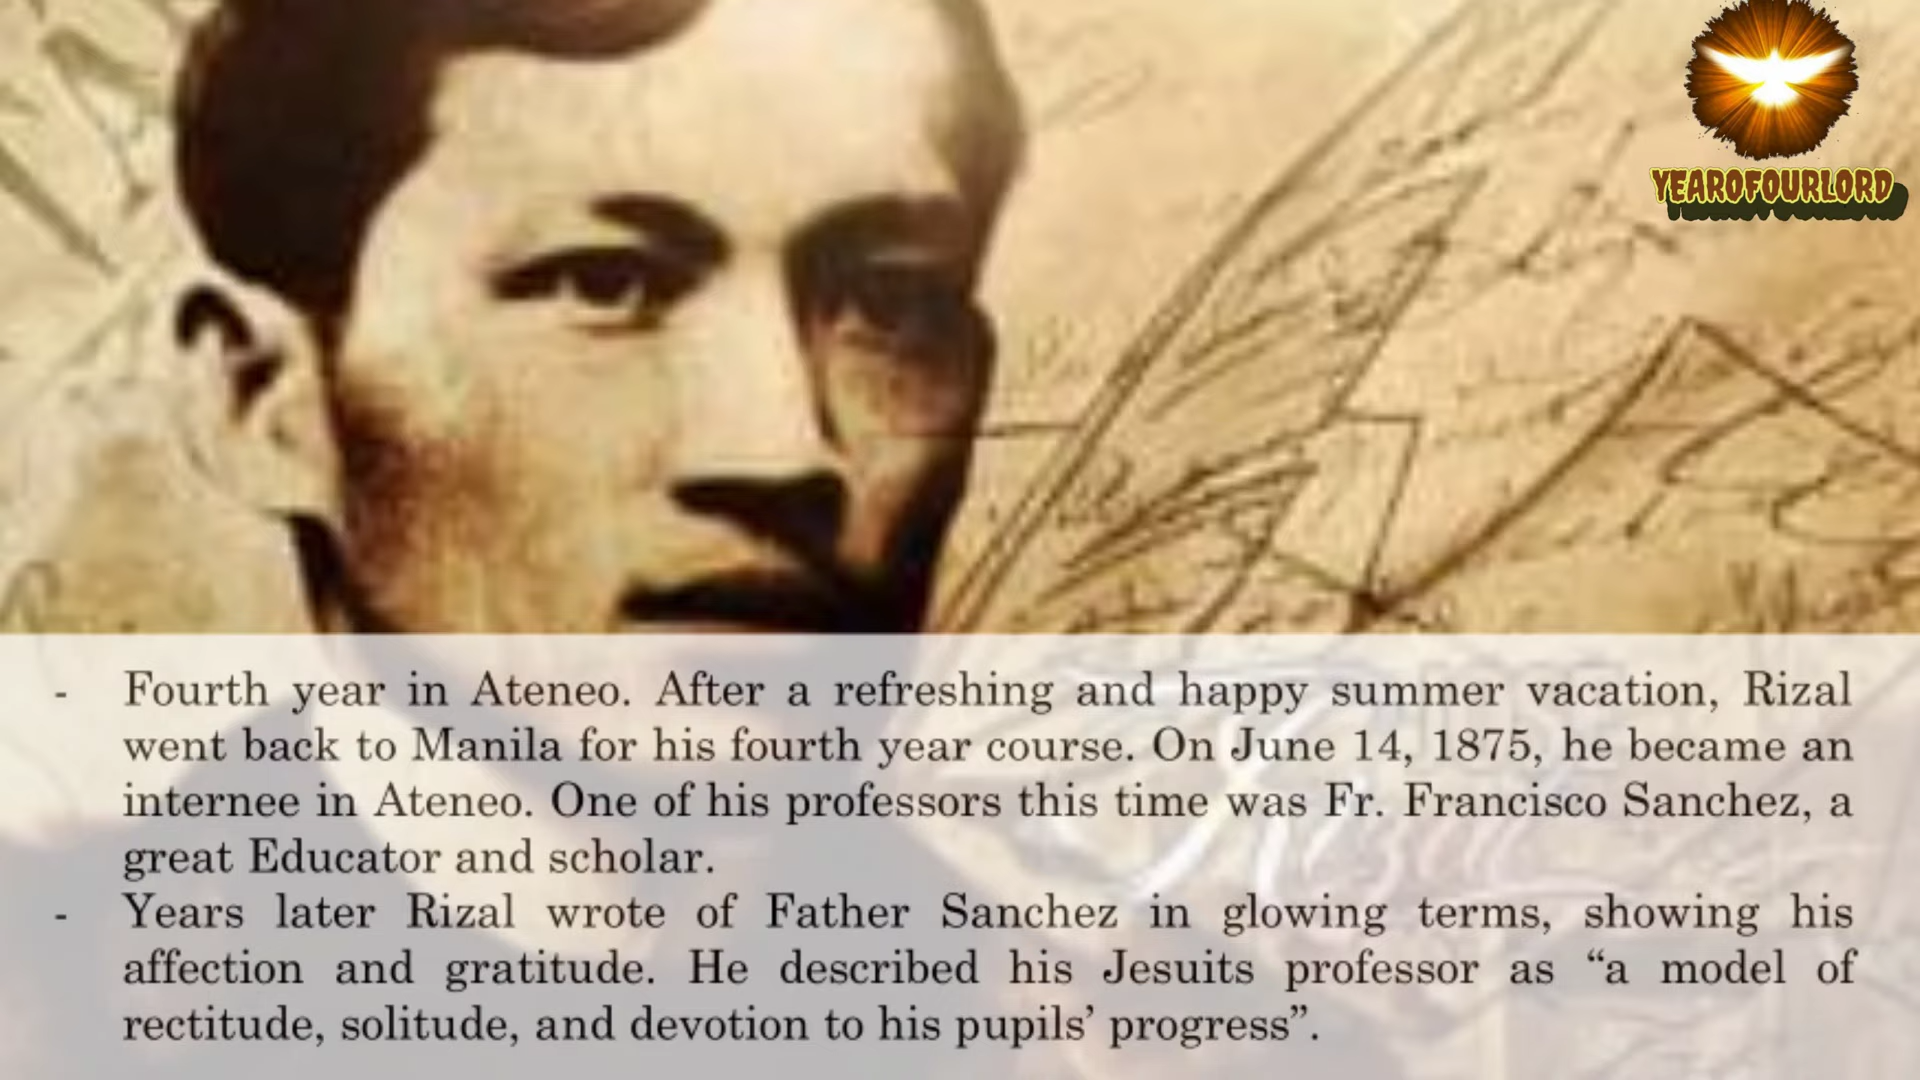 YEAROFOURLORD
- Fourth year in Ateneo. After a refreshing and happy summer vacation, Rizal
went back to Manila for his fourth year course. On June 14, 1875, he became an
internee in Ateneo. One of his professors this time was Fr. Francisco Sanchez, a
great Educator and scholar.
- Years later Rizal wrote of Father Sanchez in glowing terms, showing his
affection and gratitude. He described his Jesuits professor as “a model of
rectitude, solitude, and devotion to his pupils’ progress”.